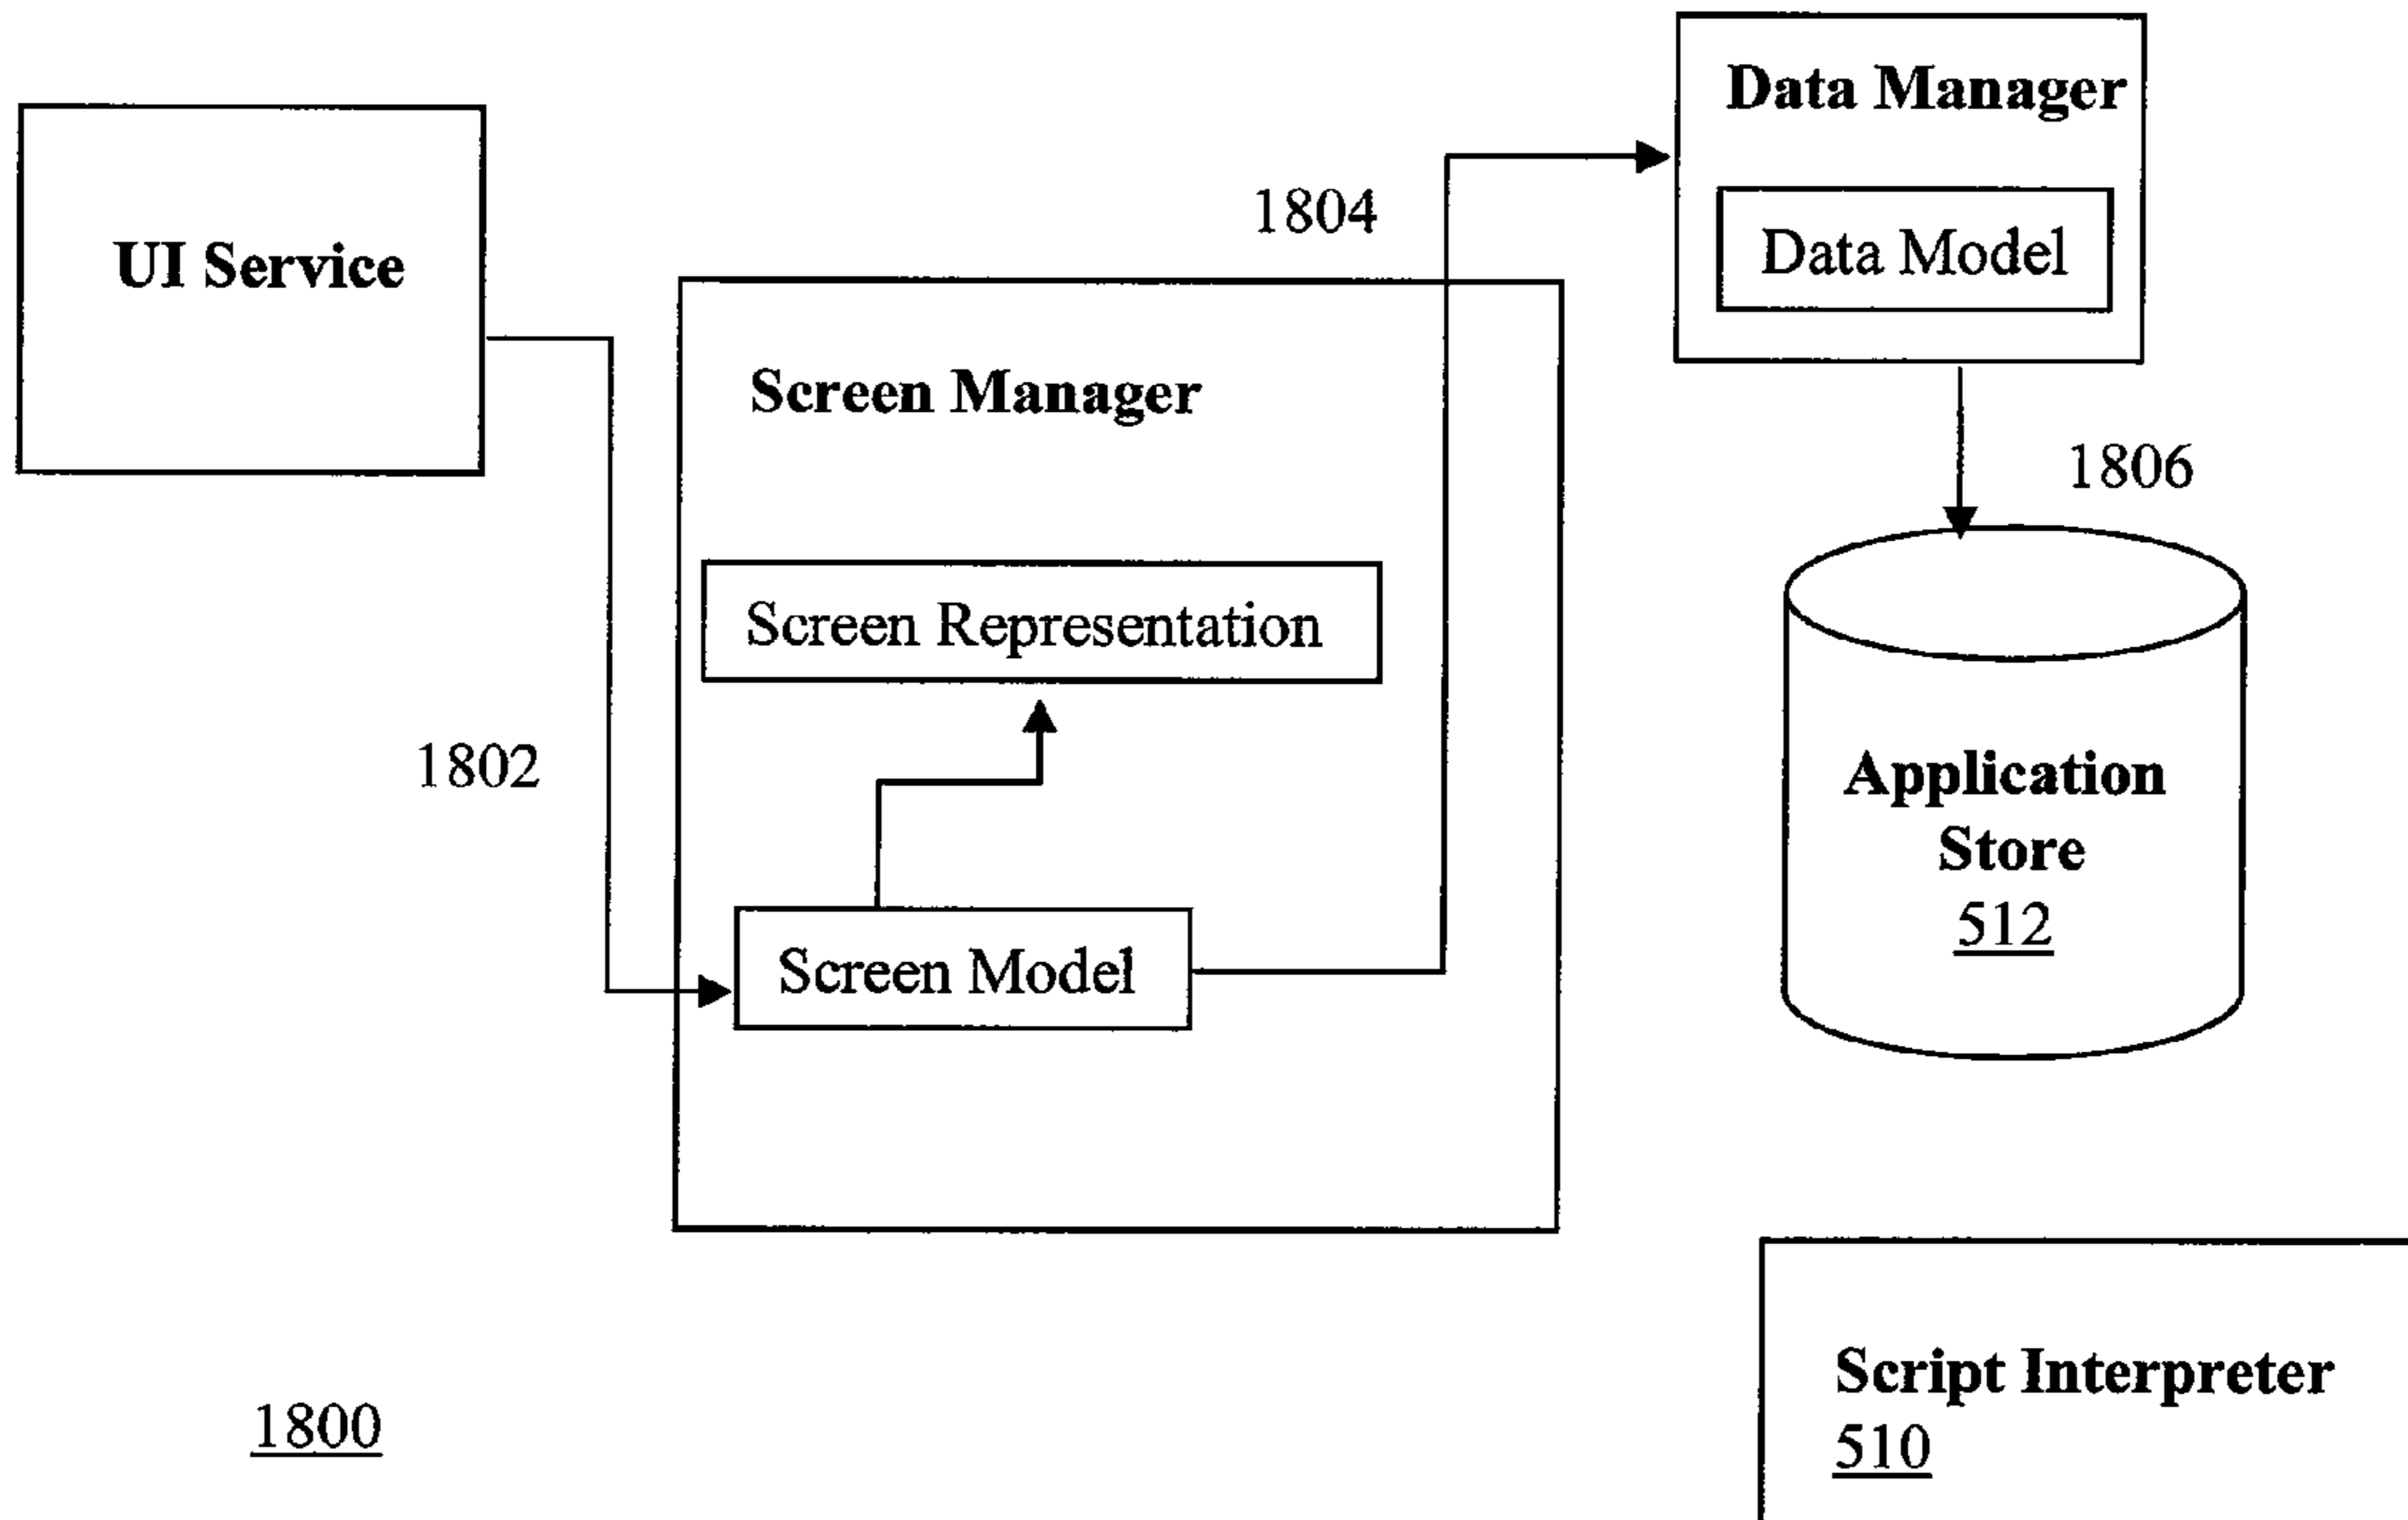 Data Manager
Data Model
1804
UI Service
Screen Manager
1806
Screen Representation
1802
Application
Store
512
Screen Model
Script Interpreter
510
1800